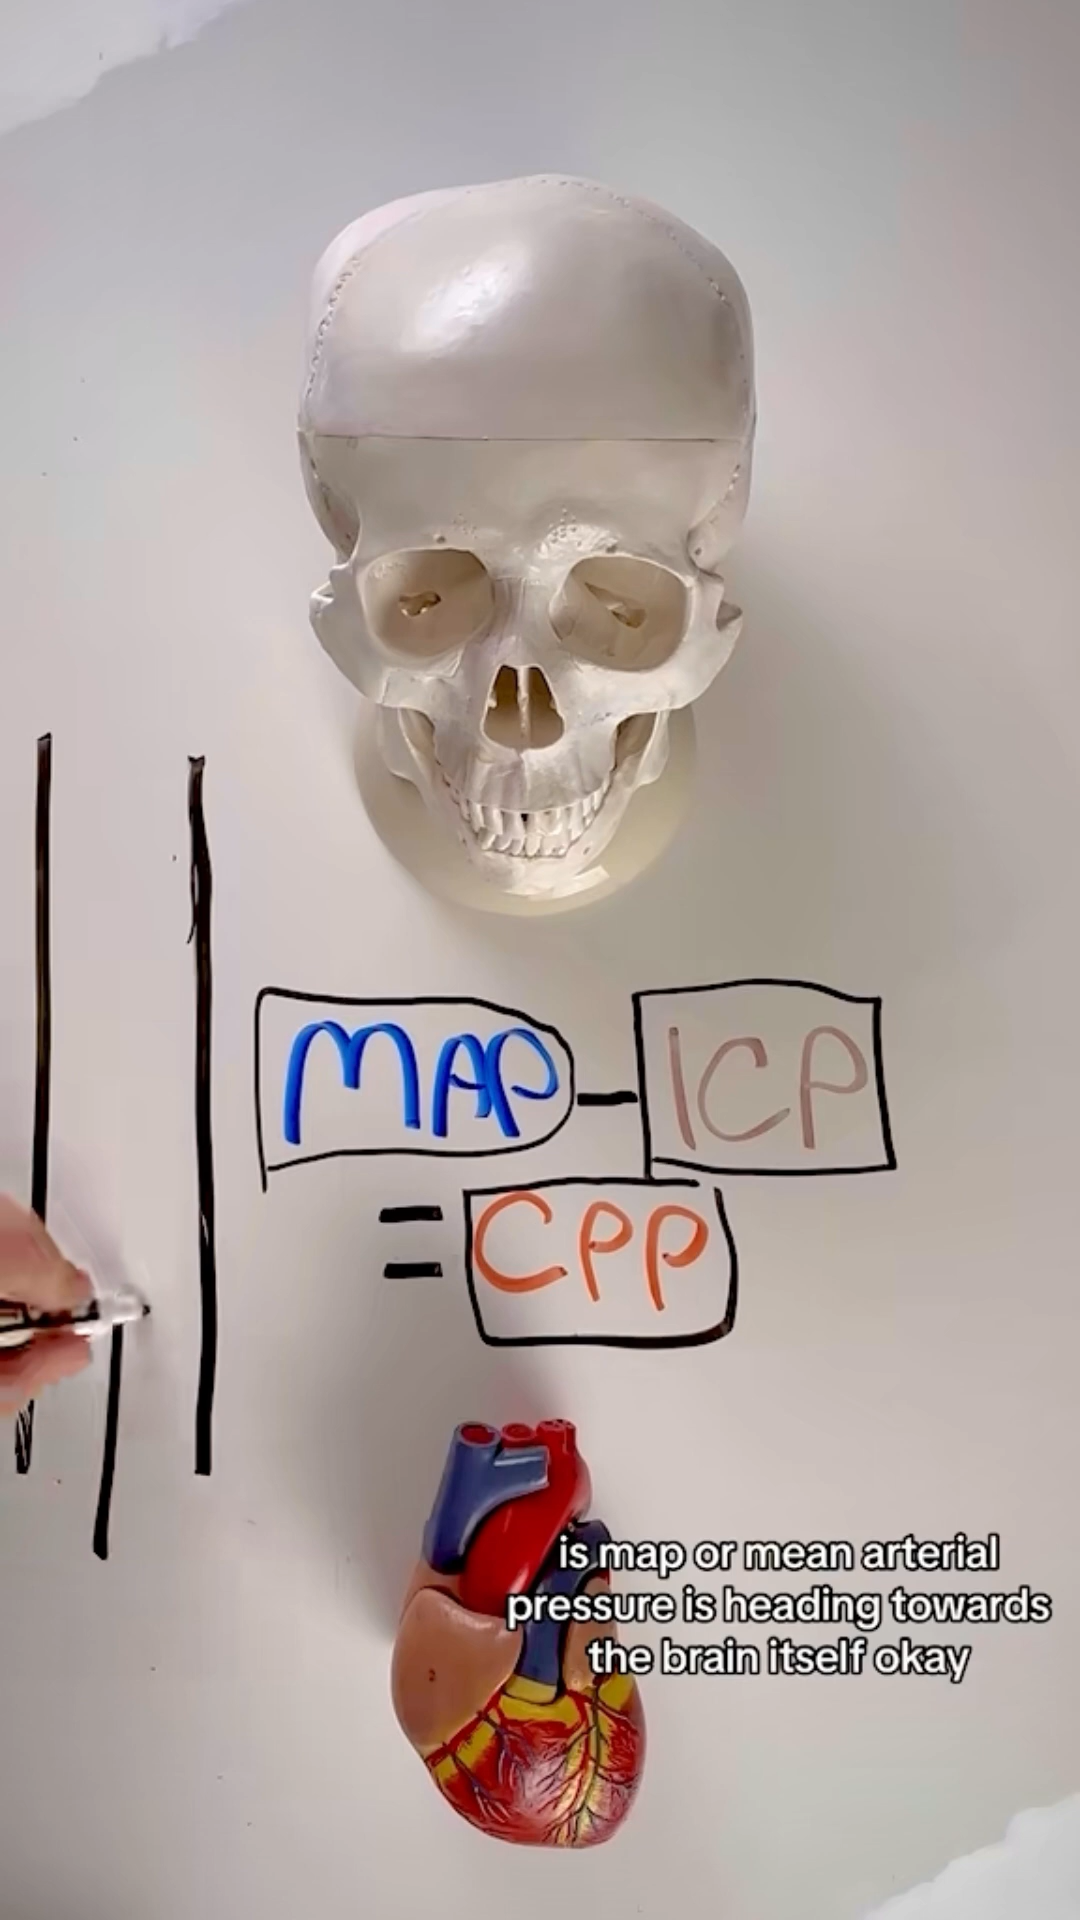 MAP - ICP
= CPP
is map or mean arterial
pressure is heading towards
the brain itself okay